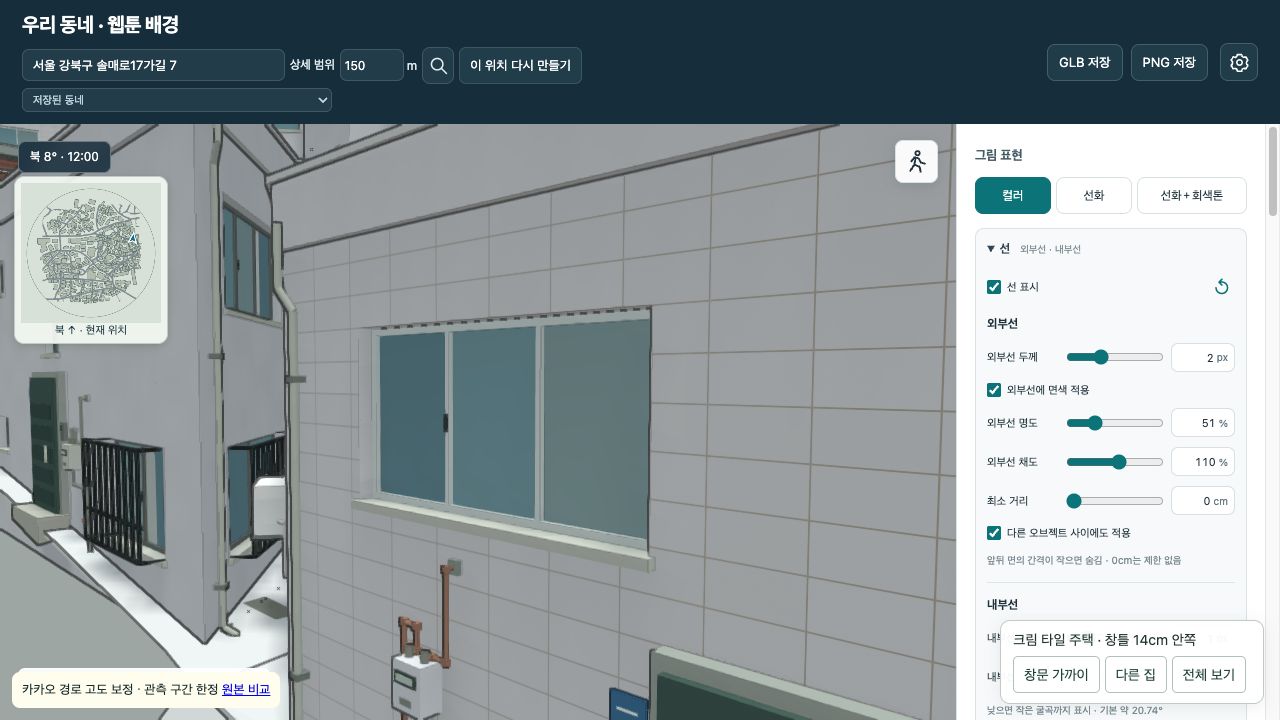 우리 동네 · 웹툰 배경
서울 강북구 솔매로17가길 7
상세 범위 150 m
이 위치 다시 만들기
GLB 저장
PNG 저장
저장된 동네
북 8° · 12:00
북 ↑ · 현재 위치
카카오 경로 고도 보정 · 관측 구간 한정 원본 비교
그림 표현
컬러
선화
선화 + 회색톤
▼ 선 외부선 · 내부선
선 표시
외부선
외부선 두께 2 px
외부선에 면색 적용
외부선 명도 51 %
외부선 채도 110 %
최소 거리 0 cm
다른 오브젝트 사이에도 적용
앞뒤 면의 간격이 작으면 숨김 · 0cm는 제한 없음
내부선
크림 타일 주택 · 창틀 14cm 안쪽
창문 가까이
다른 집
전체 보기
낮으면 작은 굴곡까지 표시 · 기본 약 20.74°